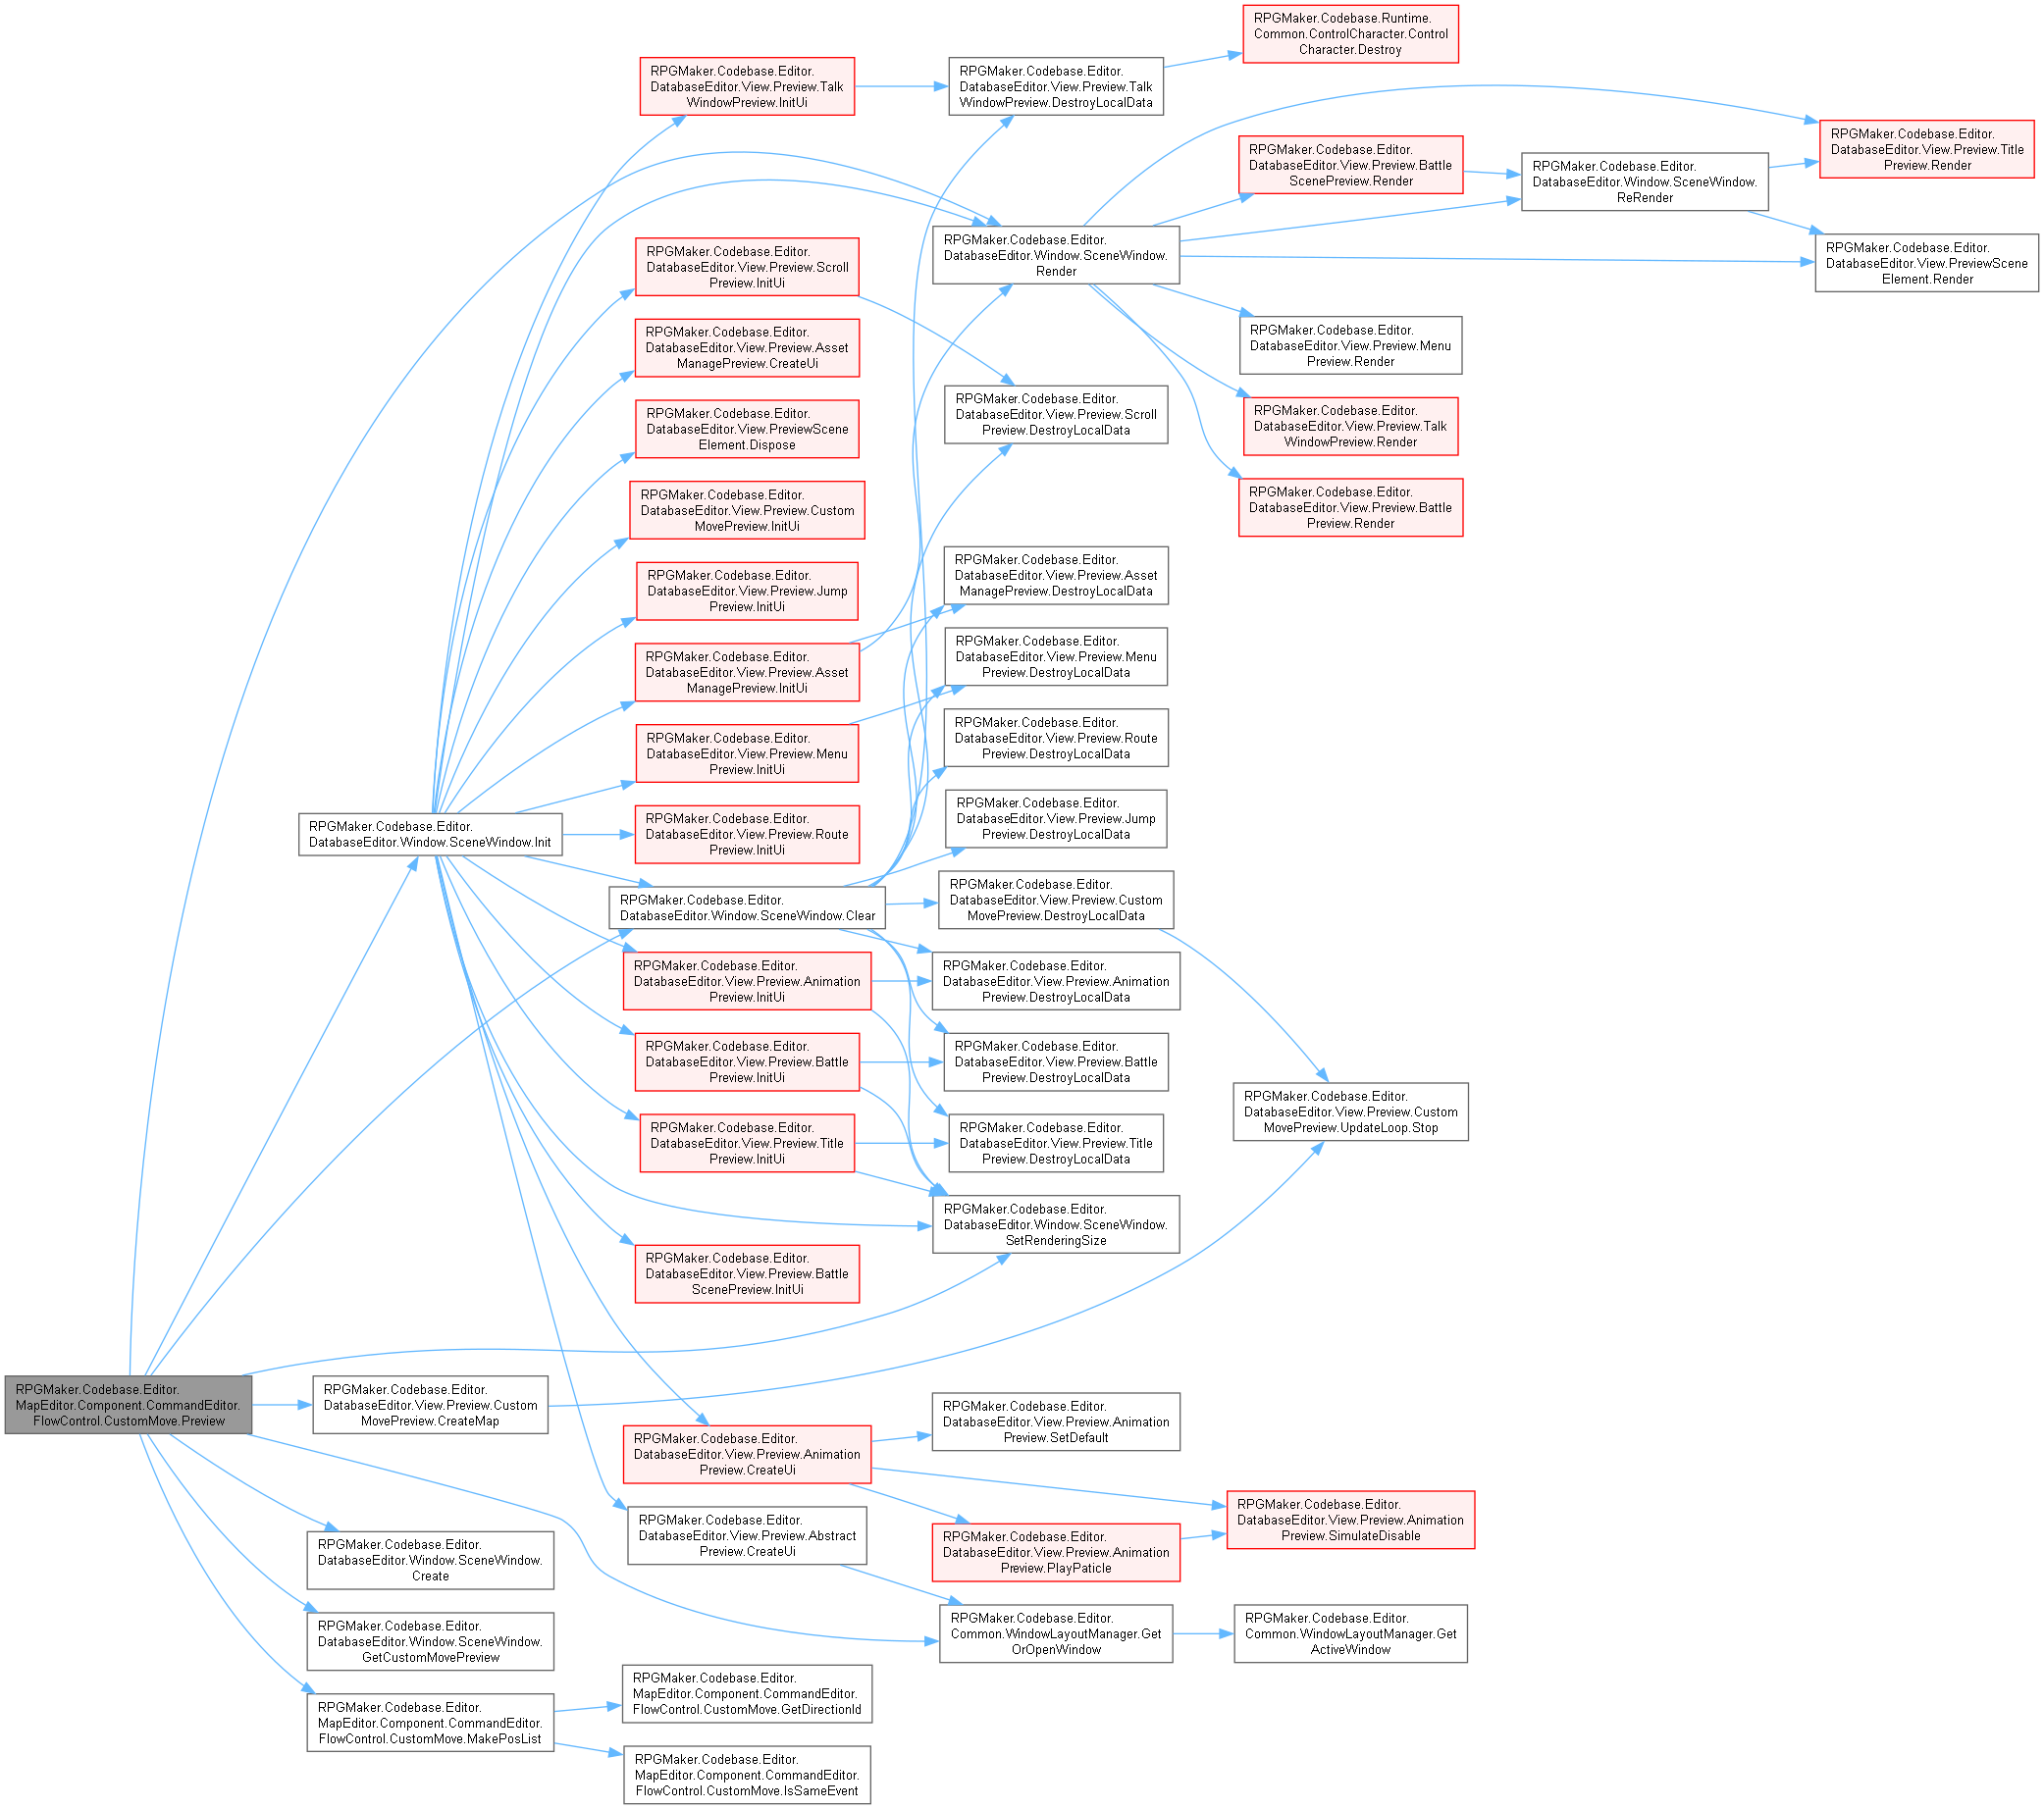 RPGMaker.Codebase.Runtime.
Common.ControlCharacter.Control
Character.Destroy
RPGMaker.Codebase.Editor.
DatabaseEditor.View.Preview.Talk
WindowPreview.InitUi
RPGMaker.Codebase.Editor.
DatabaseEditor.View.Preview.Talk
WindowPreview.DestroyLocalData
RPGMaker.Codebase.Editor.
DatabaseEditor.View.Preview.Title
Preview.Render
RPGMaker.Codebase.Editor.
DatabaseEditor.View.Preview.Battle
ScenePreview.Render
RPGMaker.Codebase.Editor.
DatabaseEditor.Window.SceneWindow.
ReRender
RPGMaker.Codebase.Editor.
DatabaseEditor.Window.SceneWindow.
Render
RPGMaker.Codebase.Editor.
DatabaseEditor.View.PreviewScene
Element.Render
RPGMaker.Codebase.Editor.
DatabaseEditor.View.Preview.Scroll
Preview.InitUi
RPGMaker.Codebase.Editor.
DatabaseEditor.View.Preview.Menu
Preview.Render
RPGMaker.Codebase.Editor.
DatabaseEditor.View.Preview.Asset
ManagePreview.CreateUi
RPGMaker.Codebase.Editor.
DatabaseEditor.View.Preview.Scroll
Preview.DestroyLocalData
RPGMaker.Codebase.Editor.
DatabaseEditor.View.Preview.Talk
WindowPreview.Render
RPGMaker.Codebase.Editor.
DatabaseEditor.View.PreviewScene
Element.Dispose
RPGMaker.Codebase.Editor.
DatabaseEditor.View.Preview.Battle
Preview.Render
RPGMaker.Codebase.Editor.
DatabaseEditor.View.Preview.Custom
MovePreview.InitUi
RPGMaker.Codebase.Editor.
DatabaseEditor.View.Preview.Asset
ManagePreview.DestroyLocalData
RPGMaker.Codebase.Editor.
DatabaseEditor.View.Preview.Jump
Preview.InitUi
RPGMaker.Codebase.Editor.
DatabaseEditor.View.Preview.Menu
Preview.DestroyLocalData
RPGMaker.Codebase.Editor.
DatabaseEditor.View.Preview.Asset
ManagePreview.InitUi
RPGMaker.Codebase.Editor.
DatabaseEditor.View.Preview.Route
Preview.DestroyLocalData
RPGMaker.Codebase.Editor.
DatabaseEditor.View.Preview.Menu
Preview.InitUi
RPGMaker.Codebase.Editor.
DatabaseEditor.View.Preview.Jump
Preview.DestroyLocalData
RPGMaker.Codebase.Editor.
DatabaseEditor.Window.SceneWindow.Init
RPGMaker.Codebase.Editor.
DatabaseEditor.View.Preview.Route
Preview.InitUi
RPGMaker.Codebase.Editor.
DatabaseEditor.Window.SceneWindow.Clear
RPGMaker.Codebase.Editor.
DatabaseEditor.View.Preview.Custom
MovePreview.DestroyLocalData
RPGMaker.Codebase.Editor.
DatabaseEditor.View.Preview.Animation
Preview.InitUi
RPGMaker.Codebase.Editor.
DatabaseEditor.View.Preview.Animation
Preview.DestroyLocalData
RPGMaker.Codebase.Editor.
DatabaseEditor.View.Preview.Battle
Preview.InitUi
RPGMaker.Codebase.Editor.
DatabaseEditor.View.Preview.Battle
Preview.DestroyLocalData
RPGMaker.Codebase.Editor.
DatabaseEditor.View.Preview.Custom
MovePreview.UpdateLoop.Stop
RPGMaker.Codebase.Editor.
DatabaseEditor.View.Preview.Title
Preview.InitUi
RPGMaker.Codebase.Editor.
DatabaseEditor.View.Preview.Title
Preview.DestroyLocalData
RPGMaker.Codebase.Editor.
DatabaseEditor.Window.SceneWindow.
SetRenderingSize
RPGMaker.Codebase.Editor.
DatabaseEditor.View.Preview.Battle
ScenePreview.InitUi
RPGMaker.Codebase.Editor.
MapEditor.Component.CommandEditor.
FlowControl.CustomMove.Preview
RPGMaker.Codebase.Editor.
DatabaseEditor.View.Preview.Custom
MovePreview.CreateMap
RPGMaker.Codebase.Editor.
DatabaseEditor.View.Preview.Animation
Preview.SetDefault
RPGMaker.Codebase.Editor.
DatabaseEditor.View.Preview.Animation
Preview.CreateUi
RPGMaker.Codebase.Editor.
DatabaseEditor.View.Preview.Animation
Preview.SimulateDisable
RPGMaker.Codebase.Editor.
DatabaseEditor.View.Preview.Abstract
Preview.CreateUi
RPGMaker.Codebase.Editor.
DatabaseEditor.View.Preview.Animation
Preview.PlayPaticle
RPGMaker.Codebase.Editor.
DatabaseEditor.Window.SceneWindow.
Create
RPGMaker.Codebase.Editor.
Common.WindowLayoutManager.Get
OrOpenWindow
RPGMaker.Codebase.Editor.
Common.WindowLayoutManager.Get
ActiveWindow
RPGMaker.Codebase.Editor.
DatabaseEditor.Window.SceneWindow.
GetCustomMovePreview
RPGMaker.Codebase.Editor.
MapEditor.Component.CommandEditor.
FlowControl.CustomMove.GetDirectionId
RPGMaker.Codebase.Editor.
MapEditor.Component.CommandEditor.
FlowControl.CustomMove.MakePosList
RPGMaker.Codebase.Editor.
MapEditor.Component.CommandEditor.
FlowControl.CustomMove.IsSameEvent